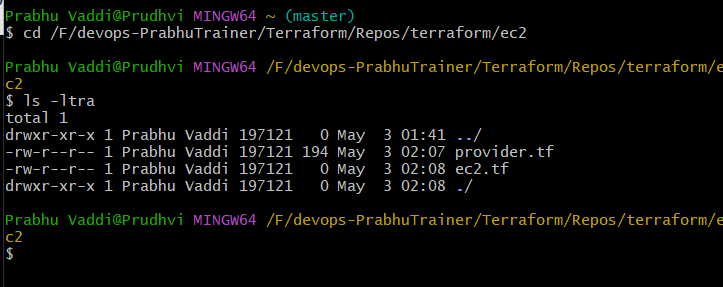 Prabhu Vaddi@Prudhvi MINGW64 ~ (master)
$ cd /F/devops-PrabhuTrainer/Terraform/Repos/terraform/ec2
Prabhu Vaddi@Prudhvi MINGW64 /F/devops-PrabhuTrainer/Terraform/Repos/terraform/e
c2
$ ls -ltra
total 1
drwxr-xr-x 1 Prabhu Vaddi 197121   0 May  3 01:41 ../
-rw-r--r-- 1 Prabhu Vaddi 197121 194 May  3 02:07 provider.tf
-rw-r--r-- 1 Prabhu Vaddi 197121   0 May  3 02:08 ec2.tf
drwxr-xr-x 1 Prabhu Vaddi 197121   0 May  3 02:08 ./
Prabhu Vaddi@Prudhvi MINGW64 /F/devops-PrabhuTrainer/Terraform/Repos/terraform/e
c2
$